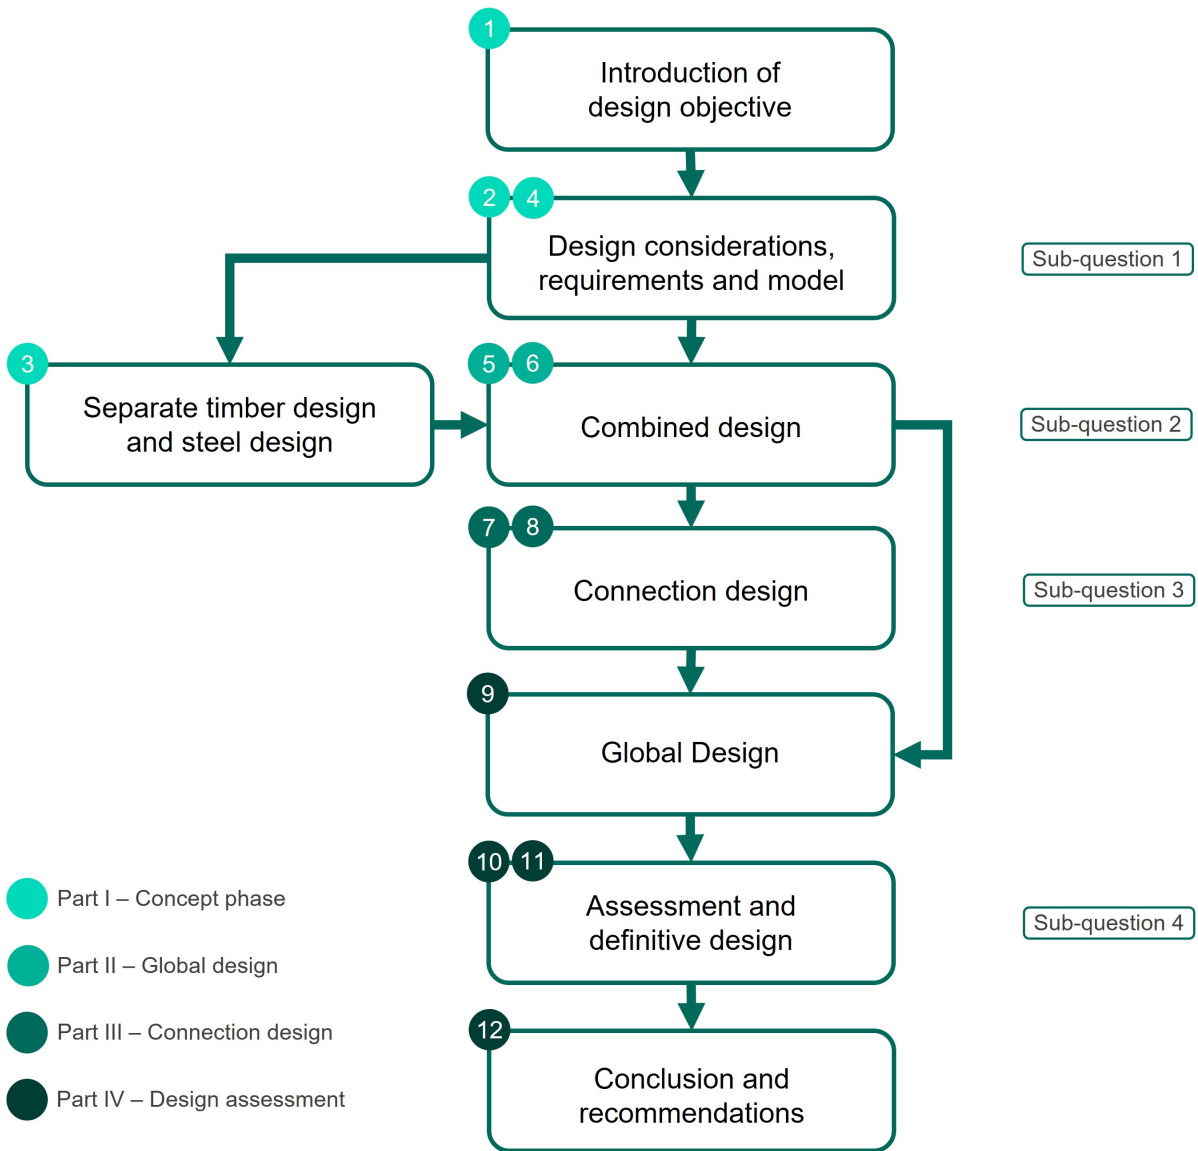 1
Introduction of
design objective
2 4
Design considerations,
requirements and model
Sub-question 1
3
Separate timber design
and steel design
5 6
Combined design
Sub-question 2
7 8
Connection design
Sub-question 3
9
Global Design
10 11
Assessment and
definitive design
Sub-question 4
12
Conclusion and
recommendations
Part I – Concept phase
Part II – Global design
Part III – Connection design
Part IV – Design assessment